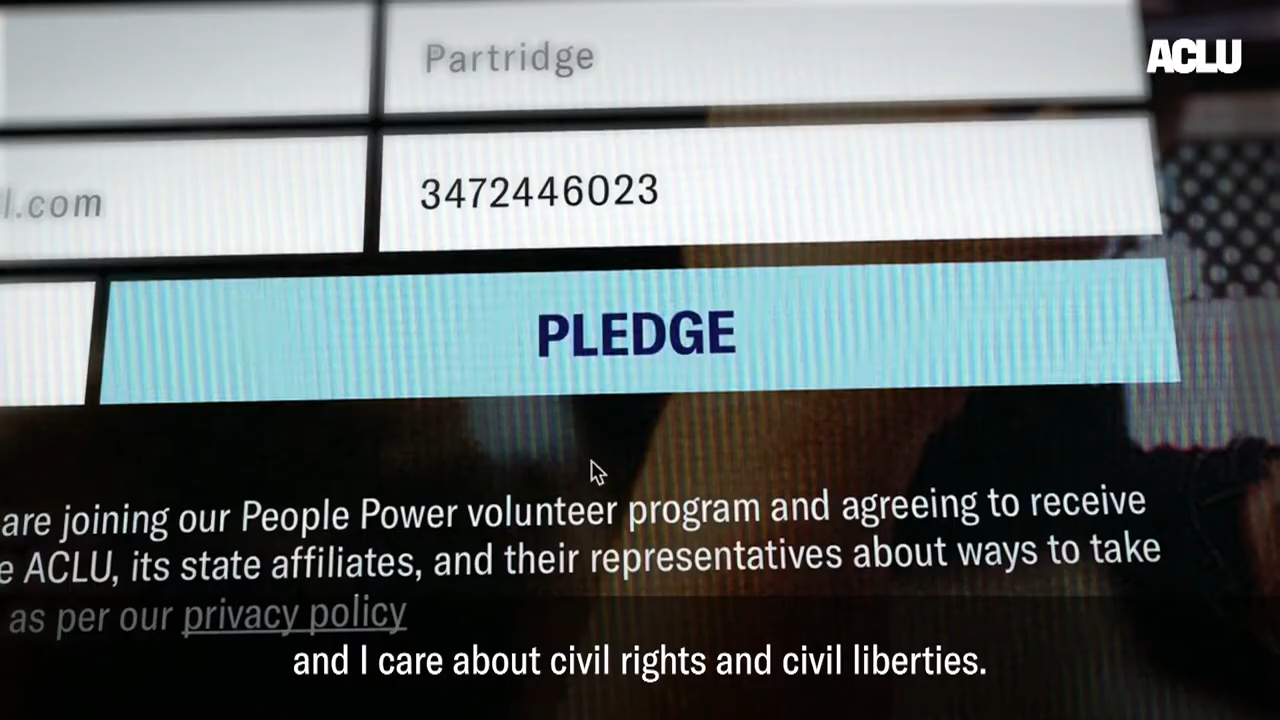 Partridge
ACLU
l.com
3472446023
PLEDGE
are joining our People Power volunteer program and agreeing to receive
e ACLU, its state affiliates, and their representatives about ways to take
as per our privacy policy
and I care about civil rights and civil liberties.